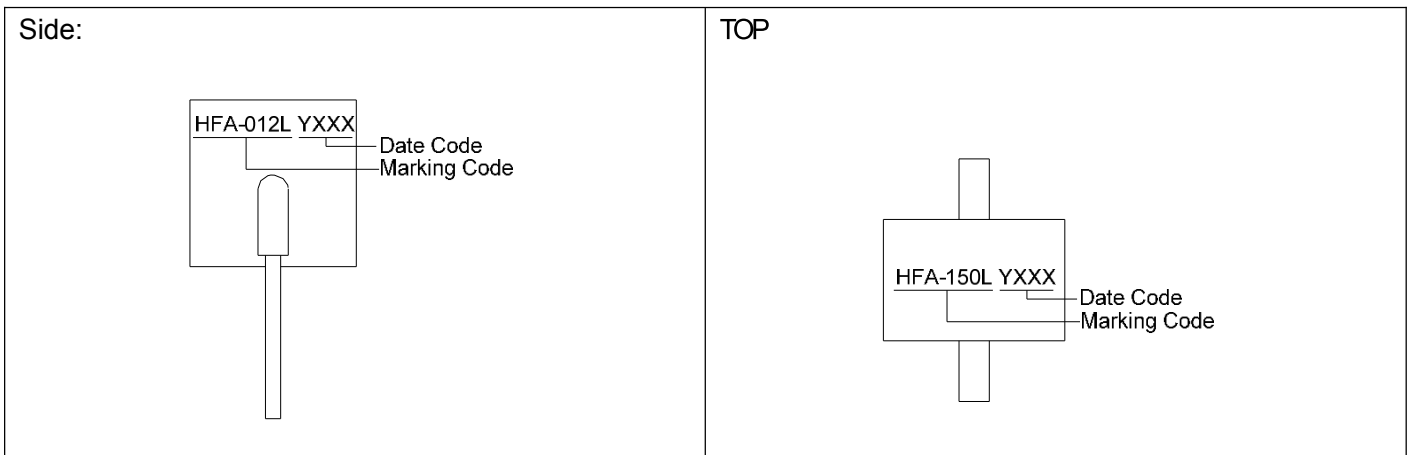 Side:
HFA-012L YXXX
Date Code
Marking Code
TOP
HFA-150L YXXX
Date Code
Marking Code